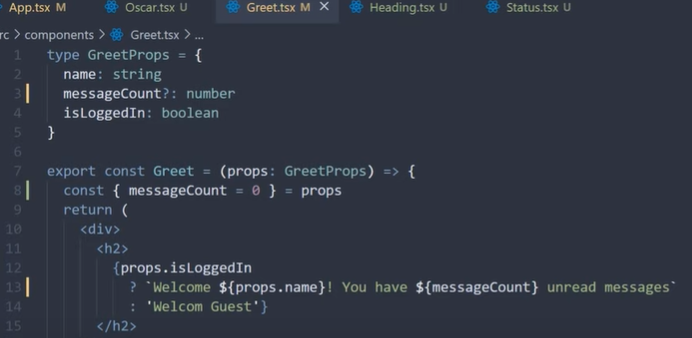 App.tsx M Oscar.tsx U Greet.tsx M × Heading.tsx U Status.tsx U
rc > components > Greet.tsx > ...
1 type GreetProps = {
2 name: string
3 messageCount?: number
4 isLoggedIn: boolean
5 }
6
7 export const Greet = (props: GreetProps) => {
8 const { messageCount = 0 } = props
9 return (
10 <div>
11 <h2>
12 {props.isLoggedIn
13 ? `Welcome ${props.name}! You have ${messageCount} unread messages`
14 : 'Welcom Guest'}
15 </h2>